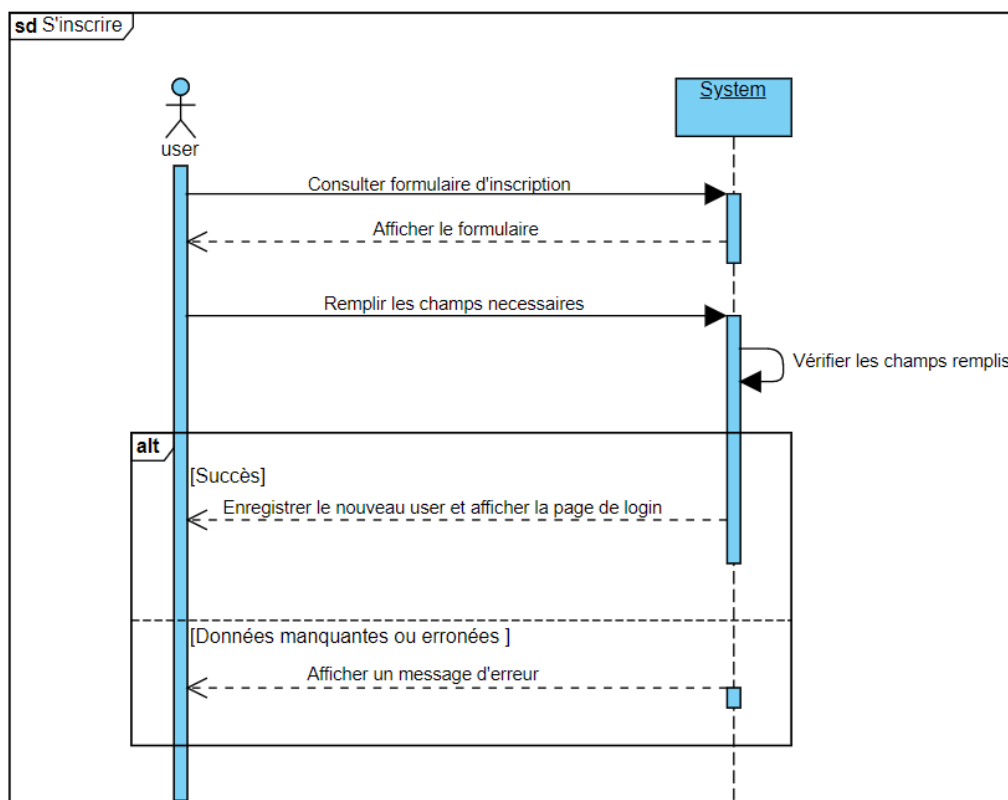 sd S'inscrire
System
user
Consulter formulaire d'inscription
Afficher le formulaire
Remplir les champs necessaires
Vérifier les champs remplis
alt
[Succès]
Enregistrer le nouveau user et afficher la page de login
[Données manquantes ou erronées ]
Afficher un message d'erreur